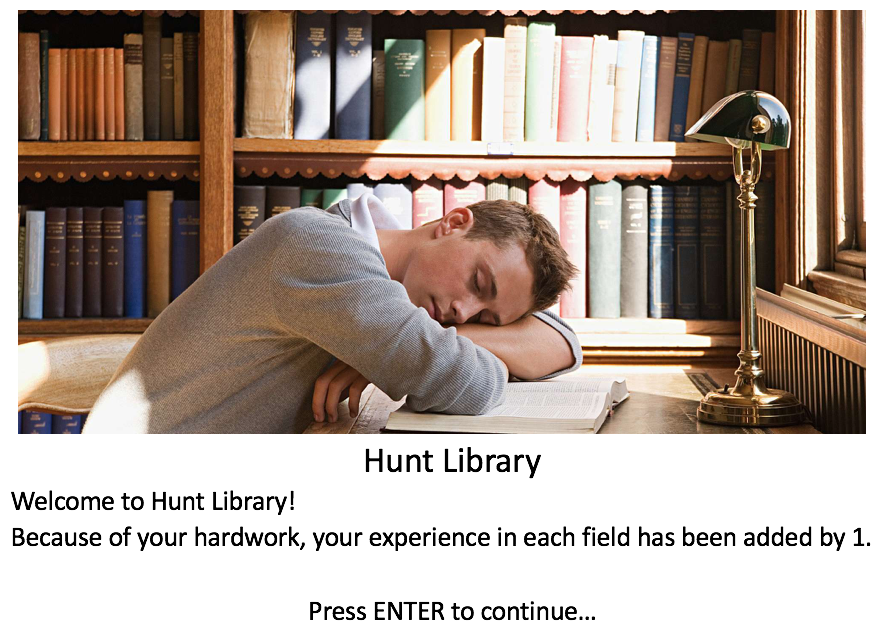 Hunt Library
Welcome to Hunt Library!
Because of your hardwork, your experience in each field has been added by 1.
Press ENTER to continue...